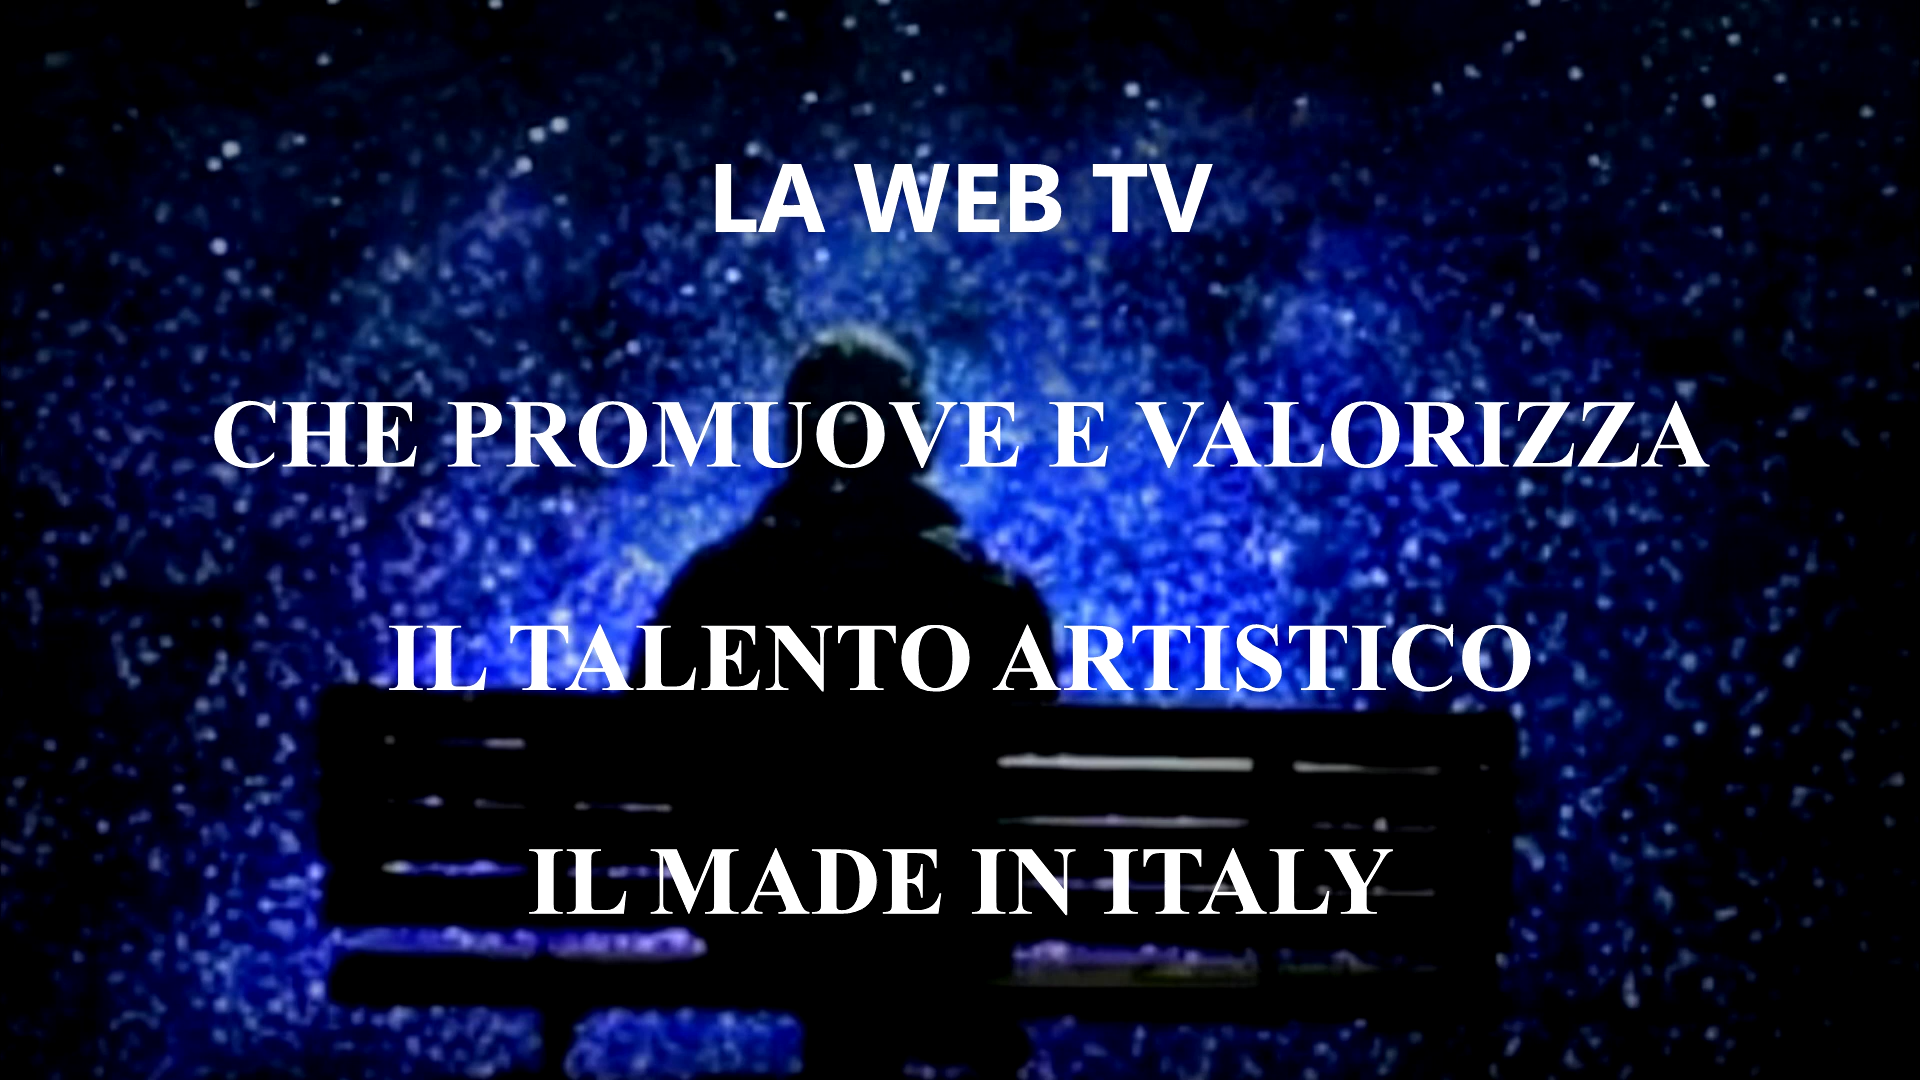 LA WEB TV
CHE PROMUOVE E VALORIZZA
IL TALENTO ARTISTICO
IL MADE IN ITALY